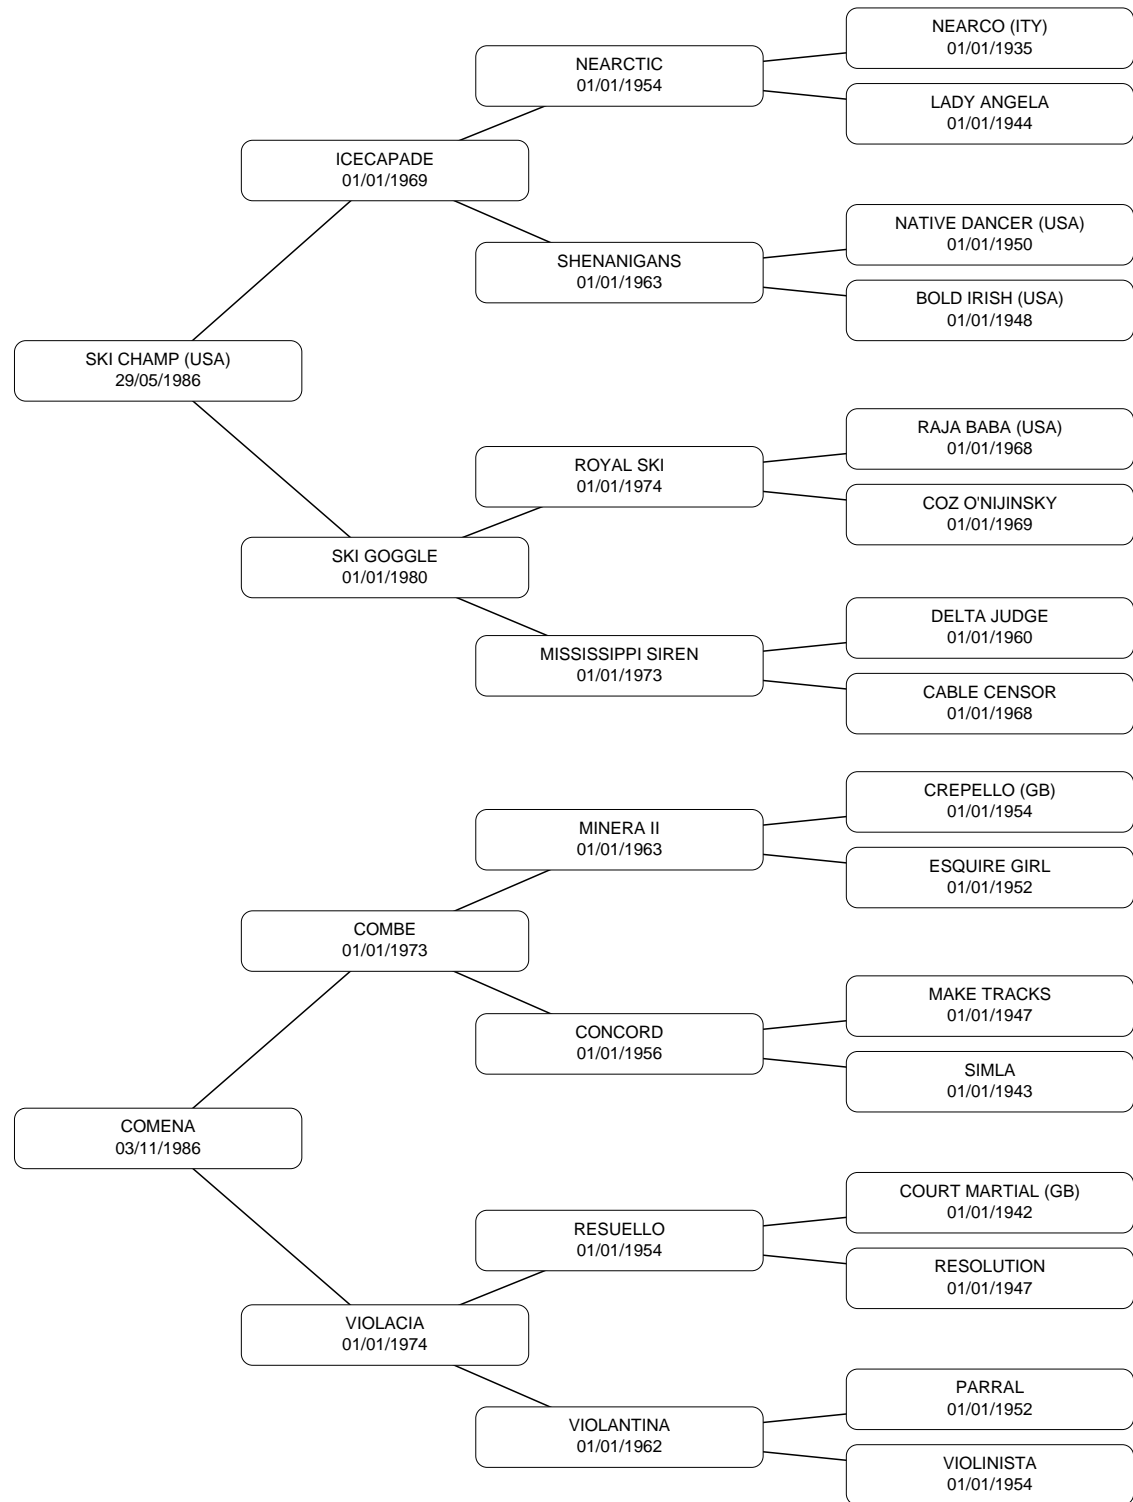 NEARCO (ITY)
01/01/1935
NEARCTIC
01/01/1954
LADY ANGELA
01/01/1944
ICECAPADE
01/01/1969
NATIVE DANCER (USA)
01/01/1950
SHENANIGANS
01/01/1963
BOLD IRISH (USA)
01/01/1948
SKI CHAMP (USA)
29/05/1986
RAJA BABA (USA)
01/01/1968
ROYAL SKI
01/01/1974
COZ O'NIJINSKY
01/01/1969
SKI GOGGLE
01/01/1980
DELTA JUDGE
01/01/1960
MISSISSIPPI SIREN
01/01/1973
CABLE CENSOR
01/01/1968
CREPELLO (GB)
01/01/1954
MINERA II
01/01/1963
ESQUIRE GIRL
01/01/1952
COMBE
01/01/1973
MAKE TRACKS
01/01/1947
CONCORD
01/01/1956
SIMLA
01/01/1943
COMENA
03/11/1986
COURT MARTIAL (GB)
01/01/1942
RESUELLO
01/01/1954
RESOLUTION
01/01/1947
VIOLACIA
01/01/1974
PARRAL
01/01/1952
VIOLANTINA
01/01/1962
VIOLINISTA
01/01/1954